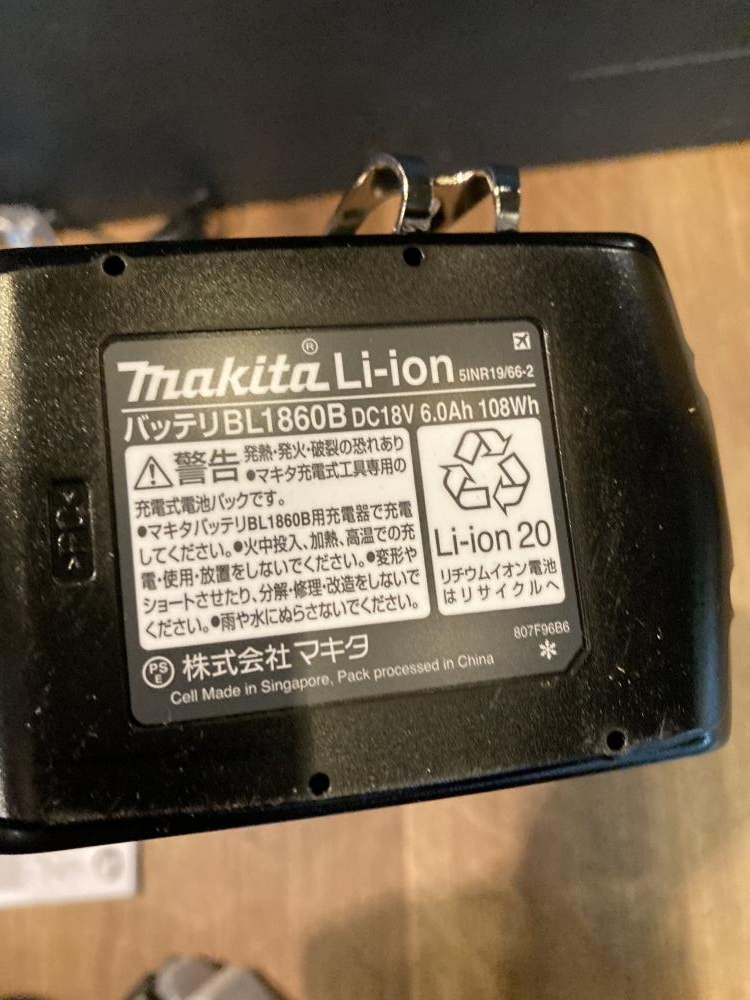 makita® Li-ion 5INR19/66-2
バッテリBL1860B DC18V 6.0Ah 108Wh
警告 発熱・発火・破裂の恐れあり
●マキタ充電式工具専用の
充電式電池パックです。
●マキタバッテリBL1860B用充電器で充電
してください。●火中投入、加熱、高温での充
電・使用・放置をしないでください。●変形や
ショートさせたり、分解・修理・改造をしないで
ください。●雨や水にぬらさないでください。
Li-ion 20
リチウムイオン電池
はリサイクルへ
807F96B6
PSE 株式会社マキタ
Cell Made in Singapore, Pack processed in China